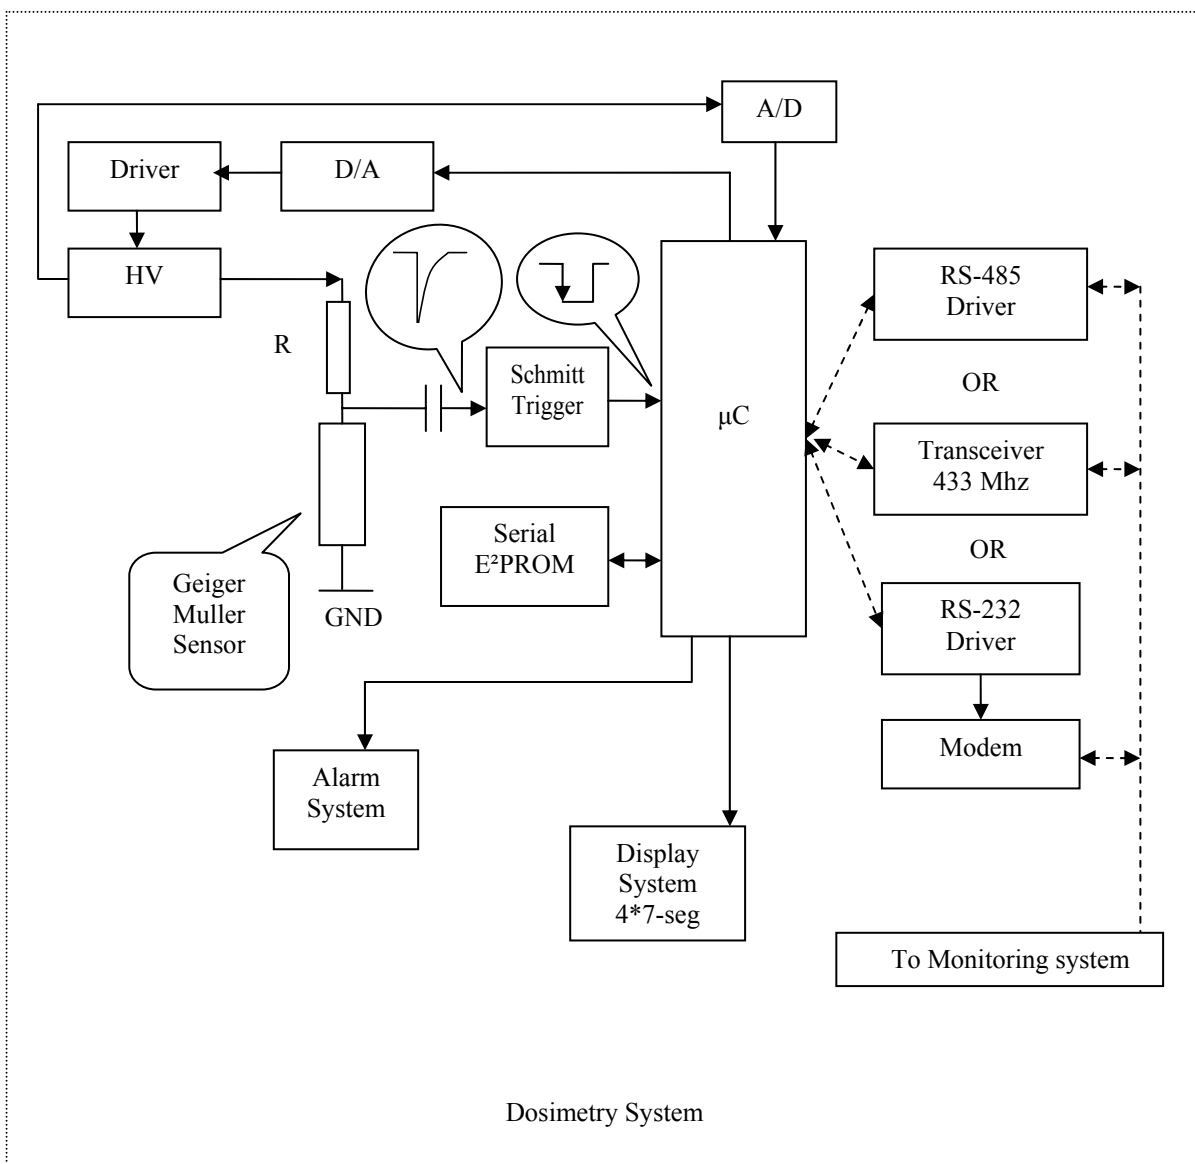 A/D
Driver
D/A
HV
R
Schmitt
Trigger
μC
RS-485
Driver
OR
Transceiver
433 Mhz
OR
Serial
E²PROM
Geiger
Muller
Sensor
GND
RS-232
Driver
Modem
Alarm
System
Display
System
4*7-seg
To Monitoring system
Dosimetry System